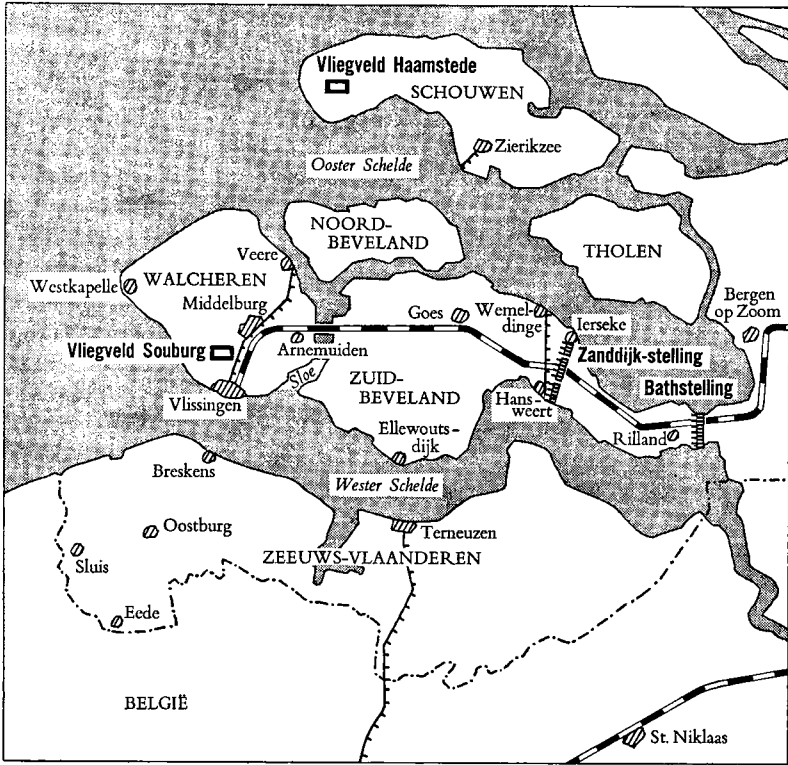 Vliegveld Haamstede
SCHOUWEN
Zierikzee
Ooster Schelde
NOORD-
BEVELAND
THOLEN
Veere
Westkapelle
WALCHEREN
Middelburg
Goes
Wemel-
dinge
Ierseke
Bergen
op Zoom
Vliegveld Souburg
Arnemuiden
Zanddijk-stelling
Sloe
ZUID-
BEVELAND
Bathstelling
Vlissingen
Hans-
weert
Rilland
Ellewouts-
dijk
Breskens
Wester Schelde
Oostburg
Terneuzen
Sluis
ZEEUWS-VLAANDEREN
Eede
BELGIË
St. Niklaas